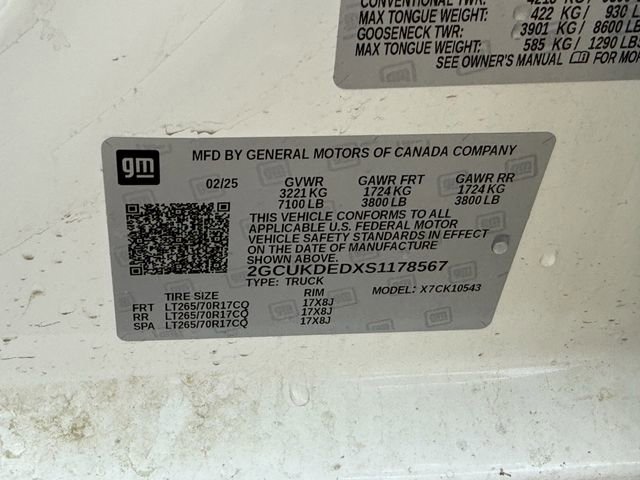 CONVENTIONAL TWR:
MAX TONGUE WEIGHT: 422 KG / 930 LB
GOOSENECK TWR: 3901 KG / 8600 LB
MAX TONGUE WEIGHT: 585 KG / 1290 LBS
SEE OWNER'S MANUAL FOR MOR
gm MFD BY GENERAL MOTORS OF CANADA COMPANY
02/25 GVWR GAWR FRT GAWR RR
3221 KG 1724 KG 1724 KG
7100 LB 3800 LB 3800 LB
THIS VEHICLE CONFORMS TO ALL
APPLICABLE U.S. FEDERAL MOTOR
VEHICLE SAFETY STANDARDS IN EFFECT
ON THE DATE OF MANUFACTURE
SHOWN ABOVE.
2GCUKDEDXS1178567
TYPE: TRUCK MODEL: X7CK10543
TIRE SIZE RIM
FRT LT265/70R17CQ 17X8J
RR LT265/70R17CQ 17X8J
SPA LT265/70R17CQ 17X8J